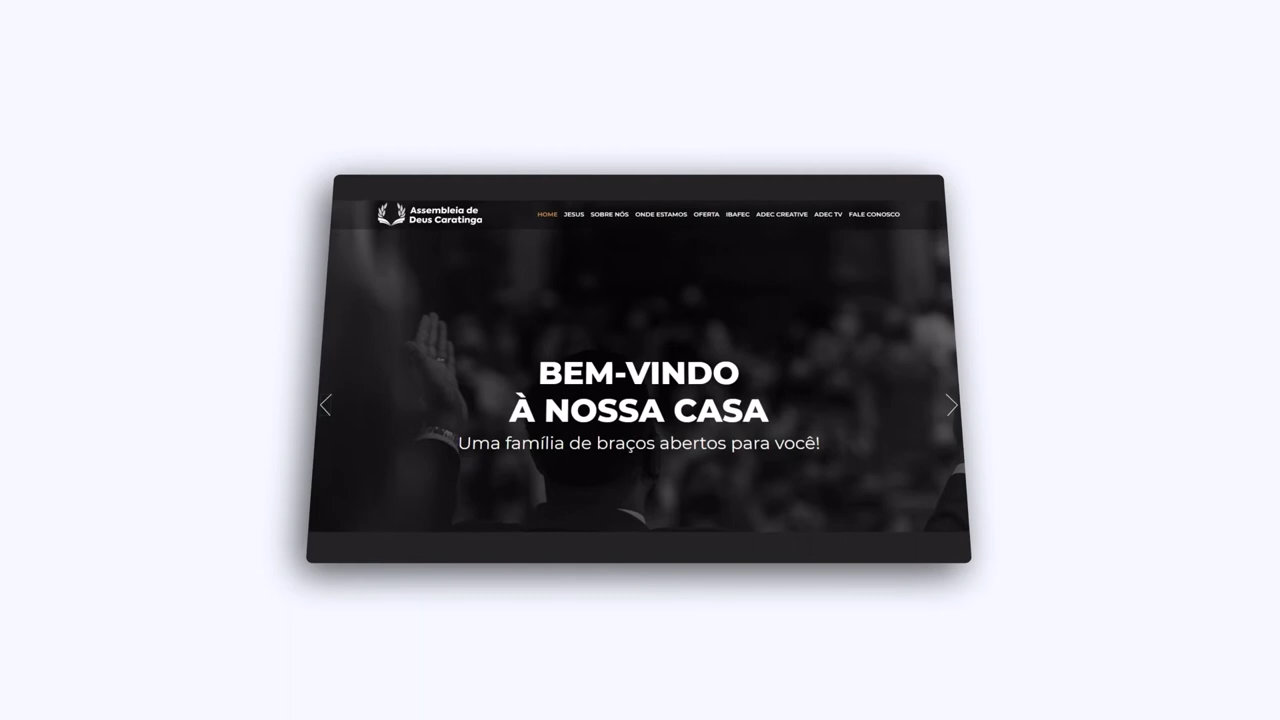 Assembleia de
Deus Caratinga
HOME JESUS SOBRE NÓS ONDE ESTAMOS OFERTA IBAFEC ADEC CREATIVE ADEC TV FALE CONOSCO
BEM-VINDO
À NOSSA CASA
Uma família de braços abertos para você!